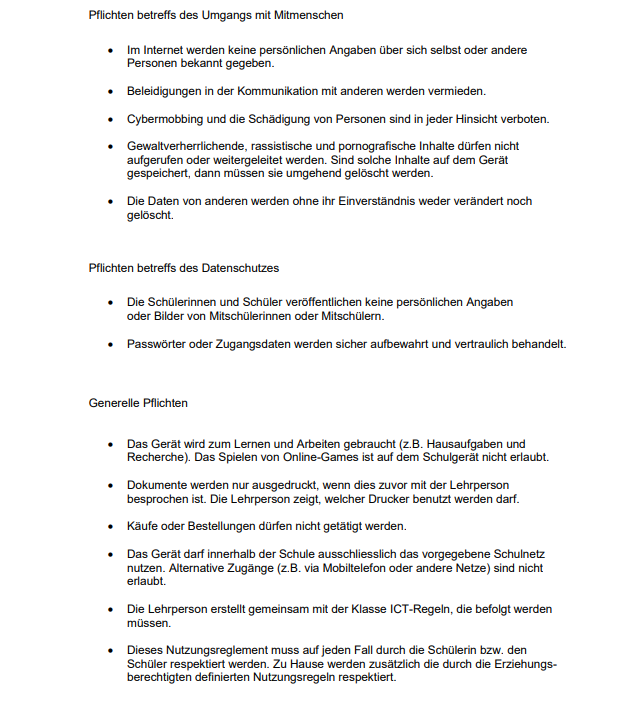 Pflichten betreffs des Umgangs mit Mitmenschen
• Im Internet werden keine persönlichen Angaben über sich selbst oder andere
Personen bekannt gegeben.
• Beleidigungen in der Kommunikation mit anderen werden vermieden.
• Cybermobbing und die Schädigung von Personen sind in jeder Hinsicht verboten.
• Gewaltverherrlichende, rassistische und pornografische Inhalte dürfen nicht
aufgerufen oder weitergeleitet werden. Sind solche Inhalte auf dem Gerät
gespeichert, dann müssen sie umgehend gelöscht werden.
• Die Daten von anderen werden ohne ihr Einverständnis weder verändert noch
gelöscht.
Pflichten betreffs des Datenschutzes
• Die Schülerinnen und Schüler veröffentlichen keine persönlichen Angaben
oder Bilder von Mitschülerinnen oder Mitschülern.
• Passwörter oder Zugangsdaten werden sicher aufbewahrt und vertraulich behandelt.
Generelle Pflichten
• Das Gerät wird zum Lernen und Arbeiten gebraucht (z.B. Hausaufgaben und
Recherche). Das Spielen von Online-Games ist auf dem Schulgerät nicht erlaubt.
• Dokumente werden nur ausgedruckt, wenn dies zuvor mit der Lehrperson
besprochen ist. Die Lehrperson zeigt, welcher Drucker benutzt werden darf.
• Käufe oder Bestellungen dürfen nicht getätigt werden.
• Das Gerät darf innerhalb der Schule ausschliesslich das vorgegebene Schulnetz
nutzen. Alternative Zugänge (z.B. via Mobiltelefon oder andere Netze) sind nicht
erlaubt.
• Die Lehrperson erstellt gemeinsam mit der Klasse ICT-Regeln, die befolgt werden
müssen.
• Dieses Nutzungsreglement muss auf jeden Fall durch die Schülerin bzw. den
Schüler respektiert werden. Zu Hause werden zusätzlich die durch die Erziehungs-
berechtigten definierten Nutzungsregeln respektiert.